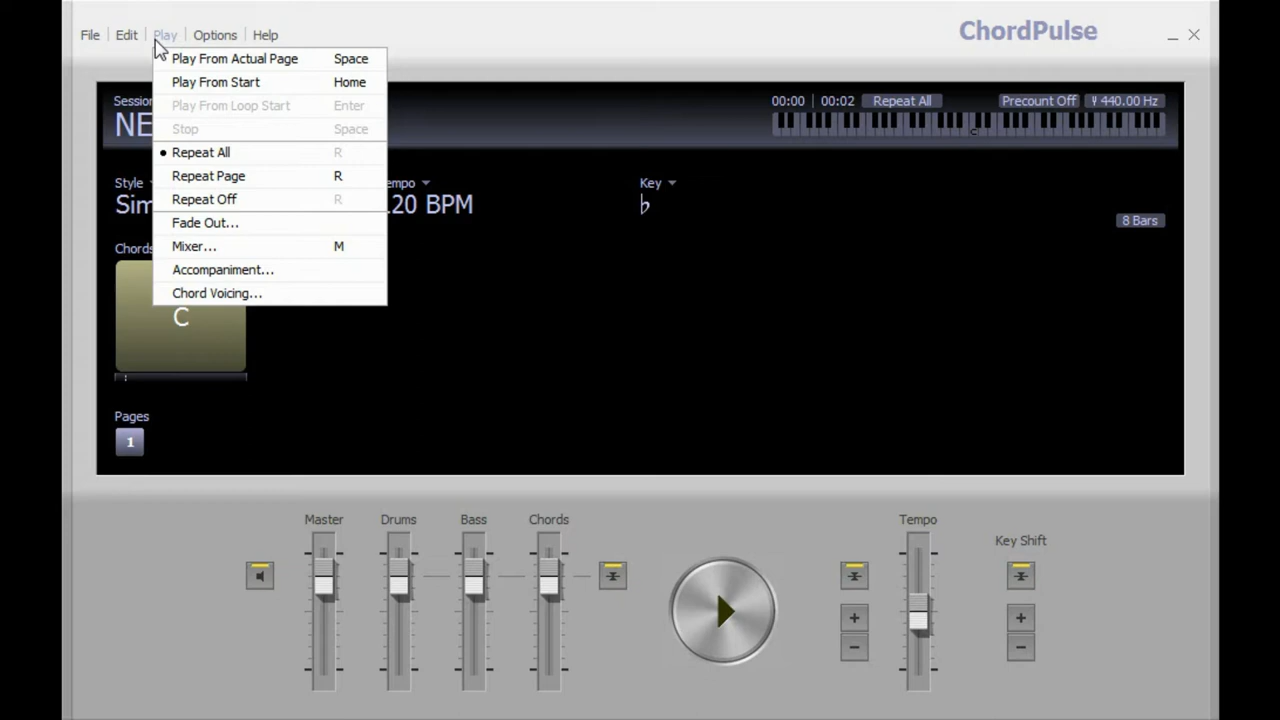 File Edit Play Options Help
ChordPulse
Play From Actual Page Space
Play From Start Home
Play From Loop Start Enter
Stop Space
Repeat All R
Repeat Page R
Repeat Off R
Fade Out...
Mixer... M
Accompaniment...
Chord Voicing...
00:00 00:02 Repeat All Precount Off 440.00 Hz
C
Style
Key
20 BPM
♭
8 Bars
Chords
C
Pages
1
Master Drums Bass Chords Tempo
Key Shift
+ +
− −